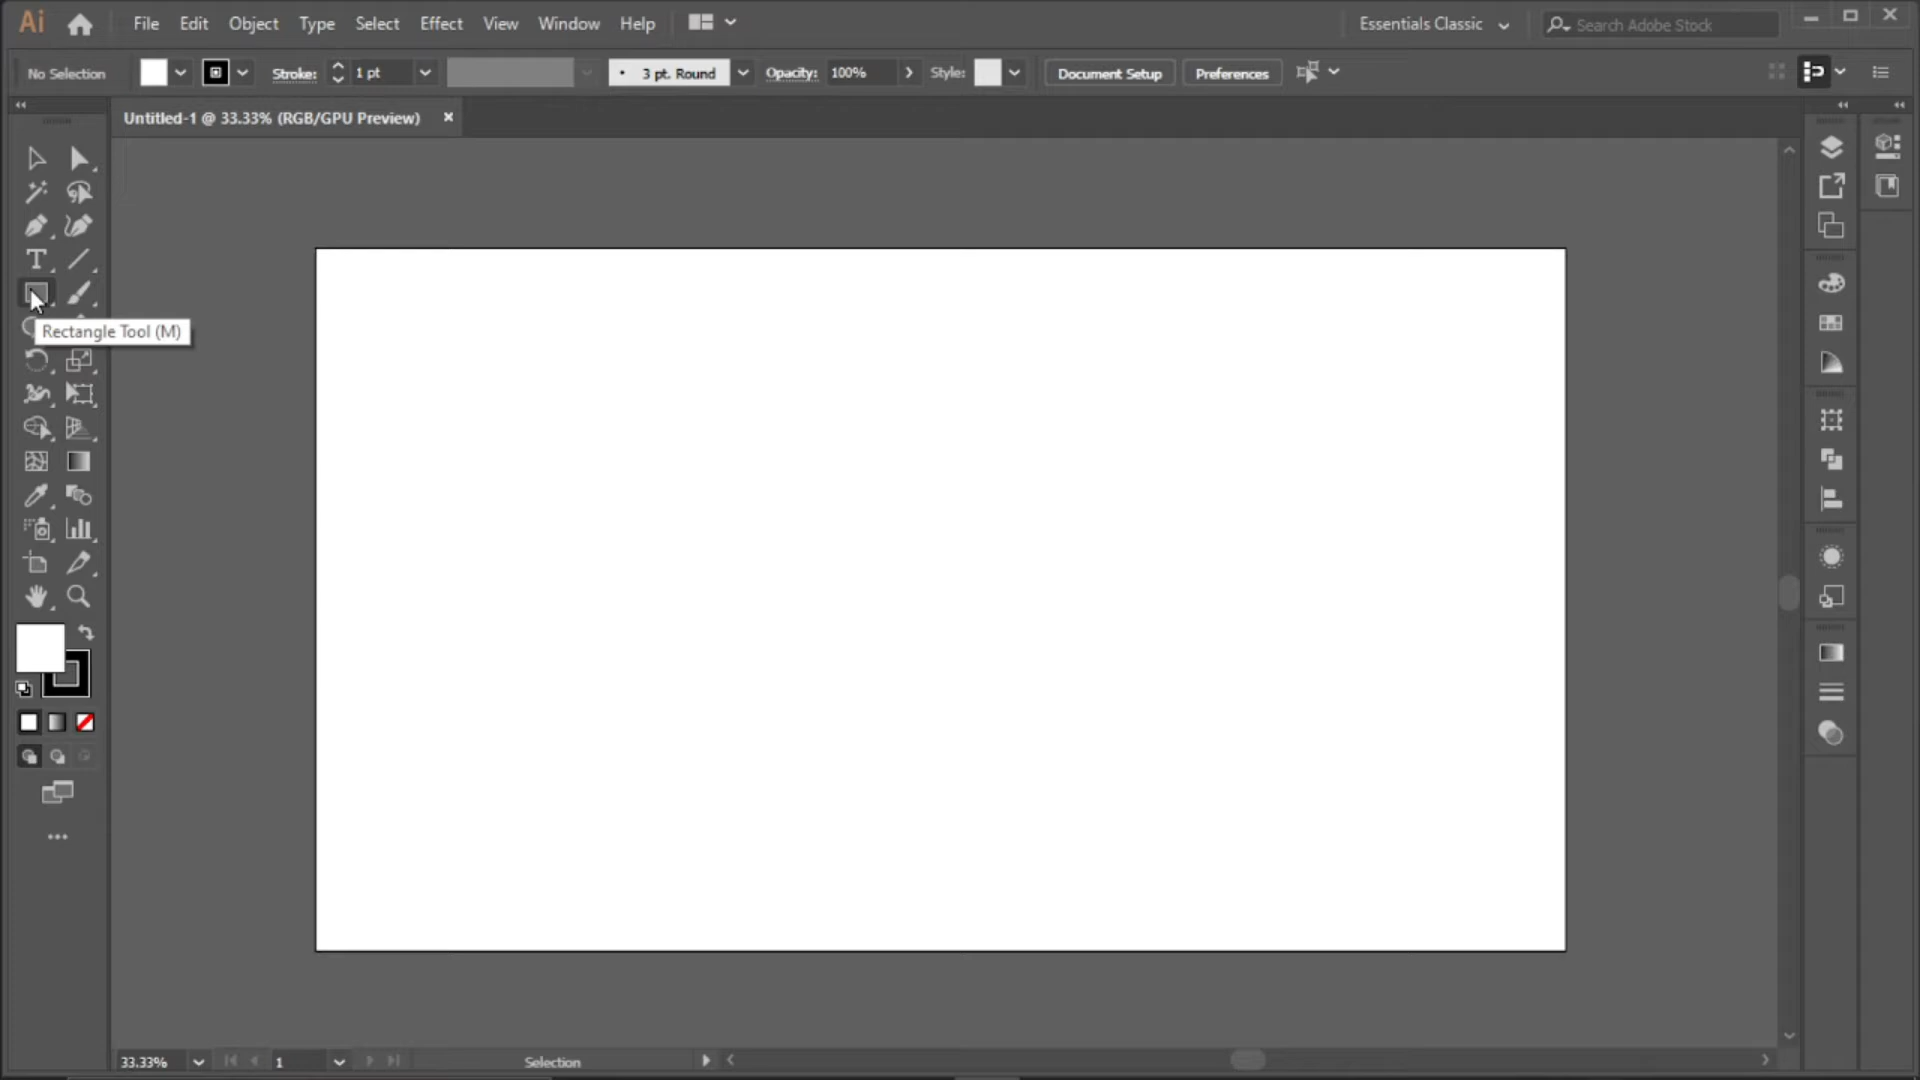 Ai File Edit Object Type Select Effect View Window Help Essentials Classic Search Adobe Stock
No Selection Stroke: 1 pt • 3 pt. Round Opacity: 100% Style: Document Setup Preferences
Untitled-1 @ 33.33% (RGB/GPU Preview) ×
T
Rectangle Tool (M)
33.33% 1 Selection